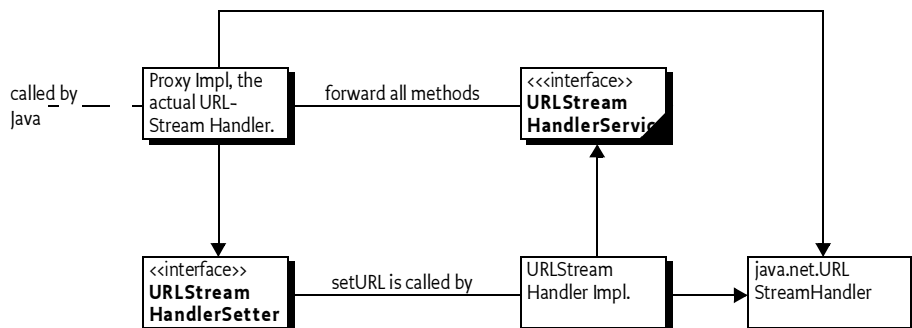 called by
Java
Proxy Impl, the
actual URL-
Stream Handler.
forward all methods
<<<interface>>
URLStream
HandlerServic
<<interface>>
URLStream
HandlerSetter
setURL is called by
URLStream
Handler Impl.
java.net.URL
StreamHandler